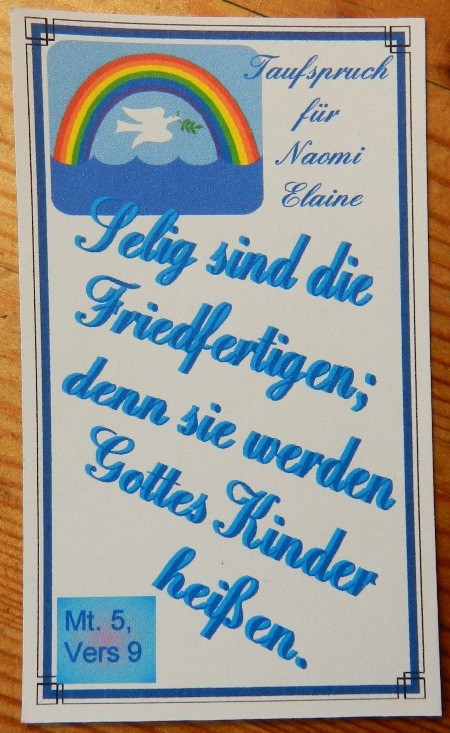 Taufspruch
für
Naomi
Elaine
Selig sind die
Friedfertigen;
denn sie werden
Gottes Kinder
heißen.
Mt. 5,
Vers 9